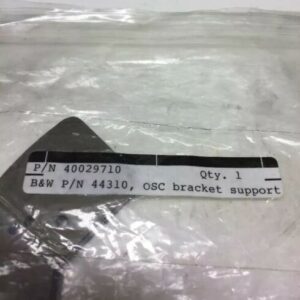 P/N 40029710 Qty. 1
B&W P/N 44310, OSC bracket support